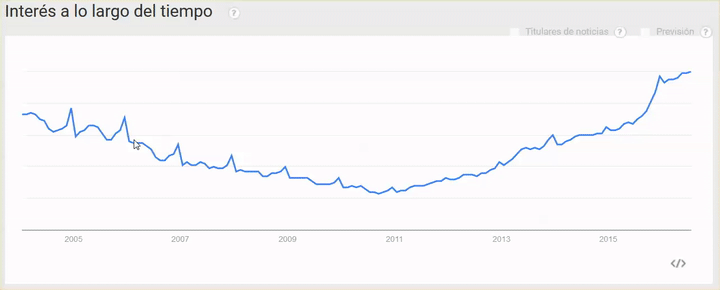 Interés a lo largo del tiempo ?
Titulares de noticias ? Previsión ?
2005 2007 2009 2011 2013 2015
</>